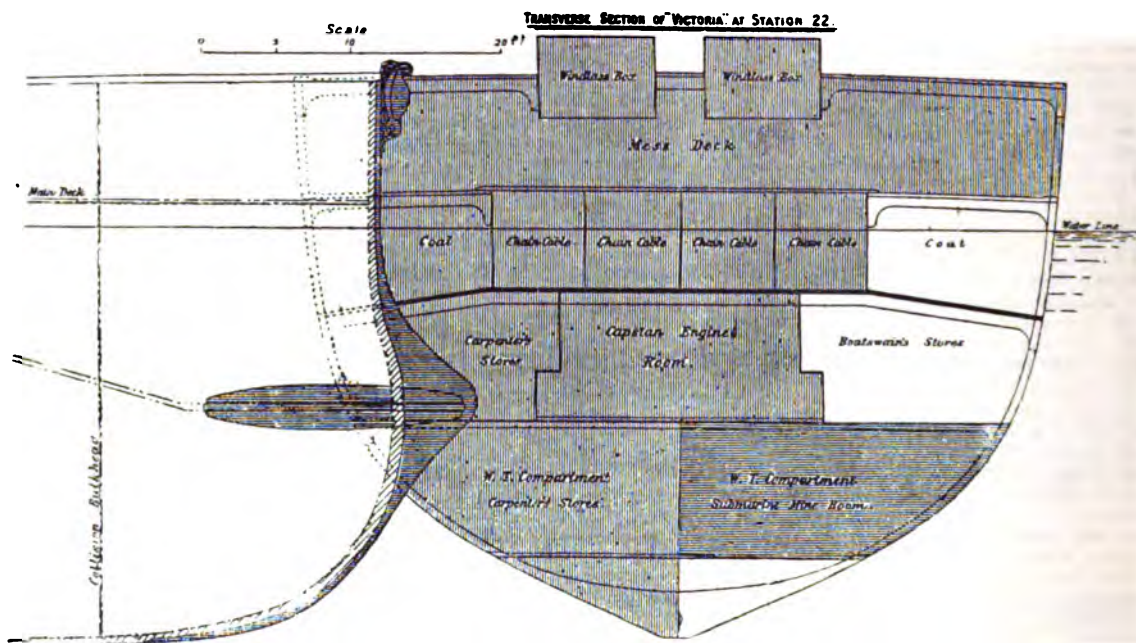 TRANSVERSE SECTION OF "VICTORIA" AT STATION 22.
Scale
0 5 10 20 ft
Windlass Box Windlass Box
Mess Deck
Main Deck
Water Line
Coal Chain Cable Chain Cable Chain Cable Chain Cable Coal
Carpenter's
Stores
Capstan Engine
Room.
Boatswain's Stores
W. T. Compartment
Carpenter's Stores
W. T. Compartment
Submarine Mine Room.
Collision Bulkhead